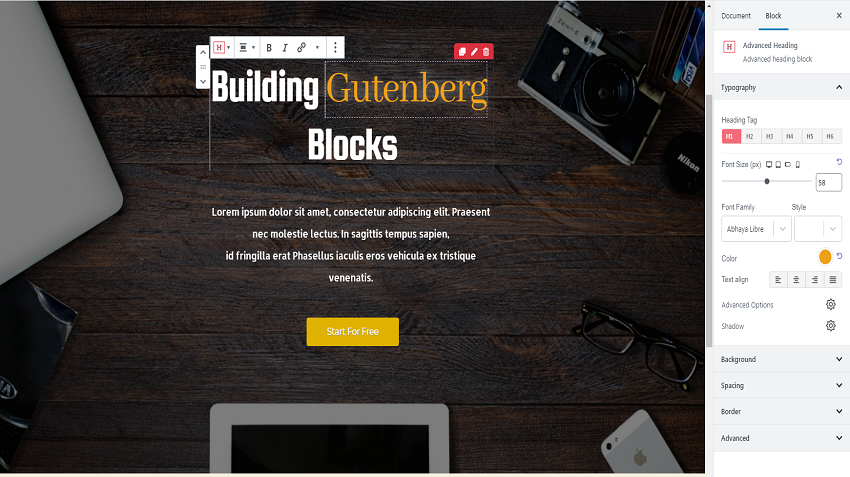 Document Block
H B I
H Advanced Heading
Advanced heading block
Building Gutenberg
Blocks
Typography
Heading Tag
H1 H2 H3 H4 H5 H6
Font Size (px)
58
Nikon
Lorem ipsum dolor sit amet, consectetur adipiscing elit. Praesent
nec molestie lectus. In sagittis tempus sapien,
id fringilla erat Phasellus iaculis eros vehicula ex tristique
venenatis.
Font Family Style
Abhaya Libre
Color
Text align
Advanced Options
Shadow
Start For Free
Background
Spacing
Border
Advanced